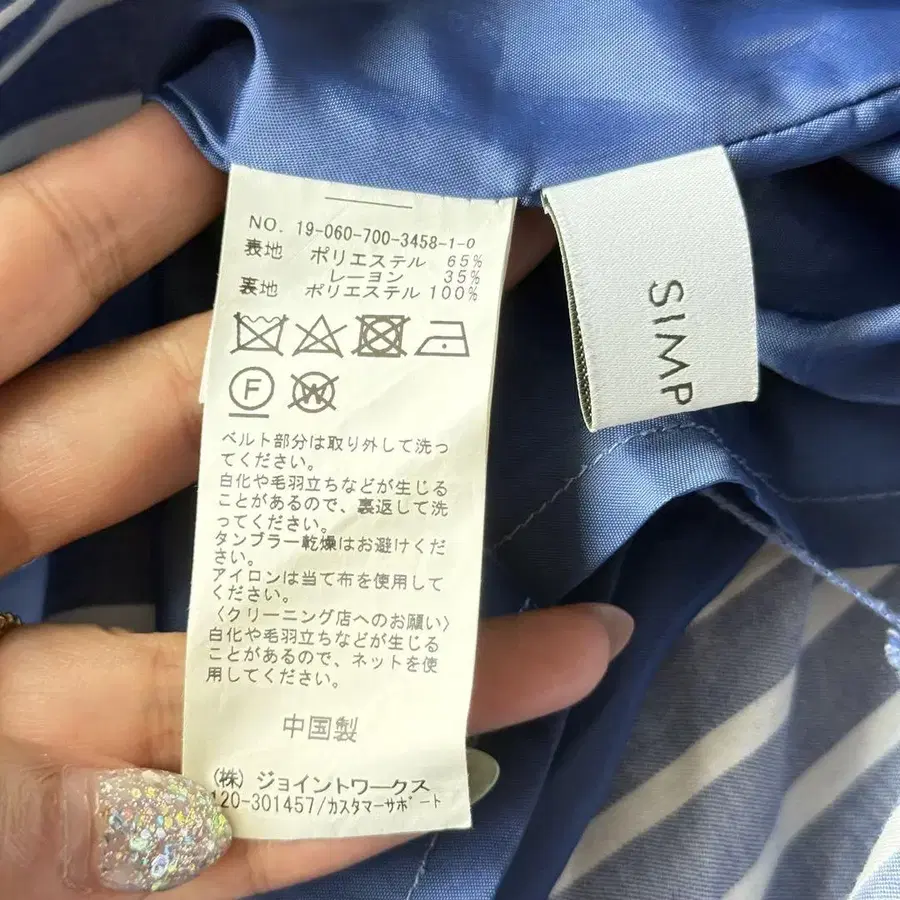 NO. 19-060-700-3458-1-0
表地 ポリエステル 65%
レーヨン 35%
裏地 ポリエステル 100%
F W
ベルト部分は取り外して洗っ
てください。
白化や毛羽立ちなどが生じる
ことがあるので、裏返して洗
ってください。
タンブラー乾燥はお避けくだ
さい。
アイロンは当て布を使用して
ください。
〈クリーニング店へのお願い〉
白化や毛羽立ちなどが生じる
ことがあるので、ネットを使
用してください。
中国製
(株) ジョイントワークス
120-301457/カスタマーサポート
SIMP